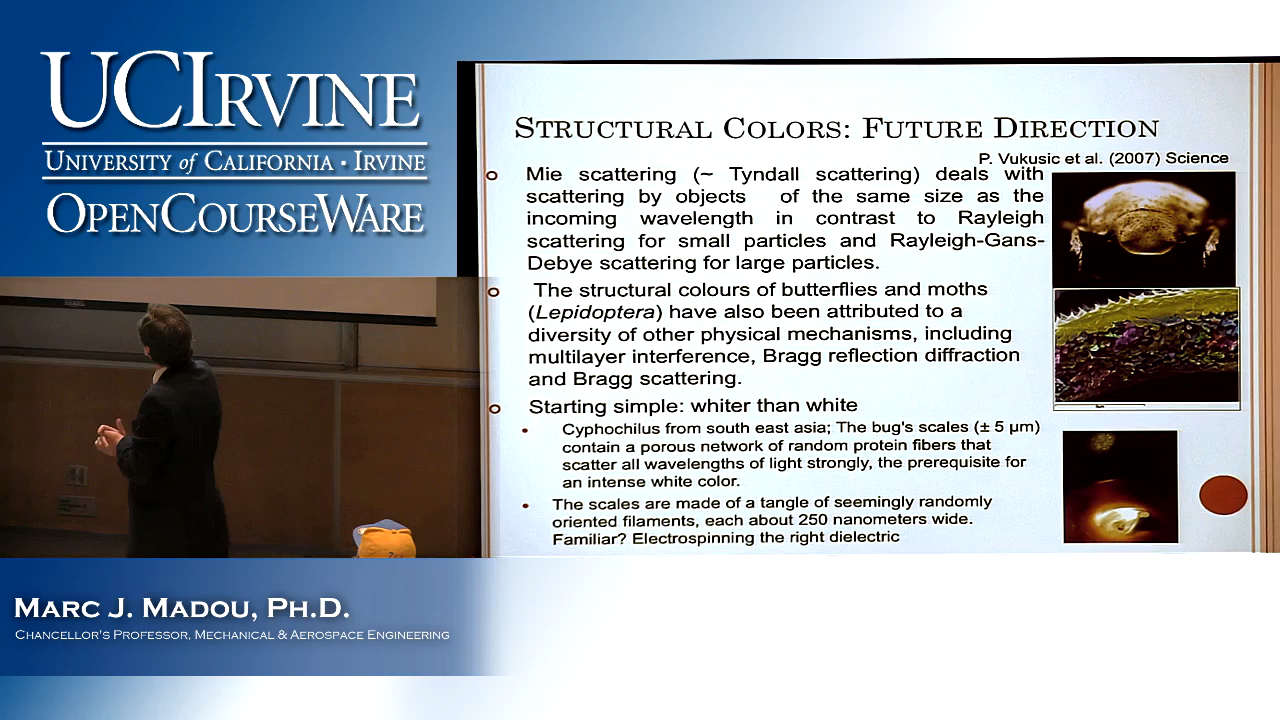 UCIRVINE
UNIVERSITY of CALIFORNIA · IRVINE
OPENCOURSEWARE
STRUCTURAL COLORS: FUTURE DIRECTION
P. Vukusic et al. (2007) Science
o Mie scattering (~ Tyndall scattering) deals with
scattering by objects of the same size as the
incoming wavelength in contrast to Rayleigh
scattering for small particles and Rayleigh-Gans-
Debye scattering for large particles.
o The structural colours of butterflies and moths
(Lepidoptera) have also been attributed to a
diversity of other physical mechanisms, including
multilayer interference, Bragg reflection diffraction
and Bragg scattering.
o Starting simple: whiter than white
• Cyphochilus from south east asia; The bug's scales (± 5 μm)
contain a porous network of random protein fibers that
scatter all wavelengths of light strongly, the prerequisite for
an intense white color.
• The scales are made of a tangle of seemingly randomly
oriented filaments, each about 250 nanometers wide.
Familiar? Electrospinning the right dielectric
MARC J. MADOU, PH.D.
CHANCELLOR'S PROFESSOR, MECHANICAL & AEROSPACE ENGINEERING